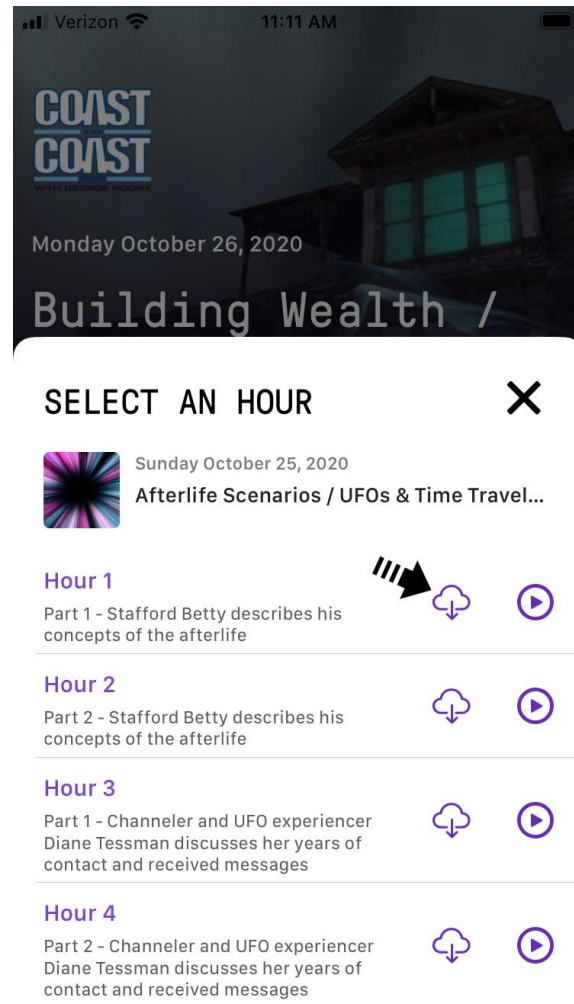 Verizon 11:11 AM
COAST
TO
COAST
WITH GEORGE NOORY
Monday October 26, 2020
Building Wealth /
SELECT AN HOUR
Sunday October 25, 2020
Afterlife Scenarios / UFOs & Time Travel...
Hour 1
Part 1 - Stafford Betty describes his
concepts of the afterlife
Hour 2
Part 2 - Stafford Betty describes his
concepts of the afterlife
Hour 3
Part 1 - Channeler and UFO experiencer
Diane Tessman discusses her years of
contact and received messages
Hour 4
Part 2 - Channeler and UFO experiencer
Diane Tessman discusses her years of
contact and received messages